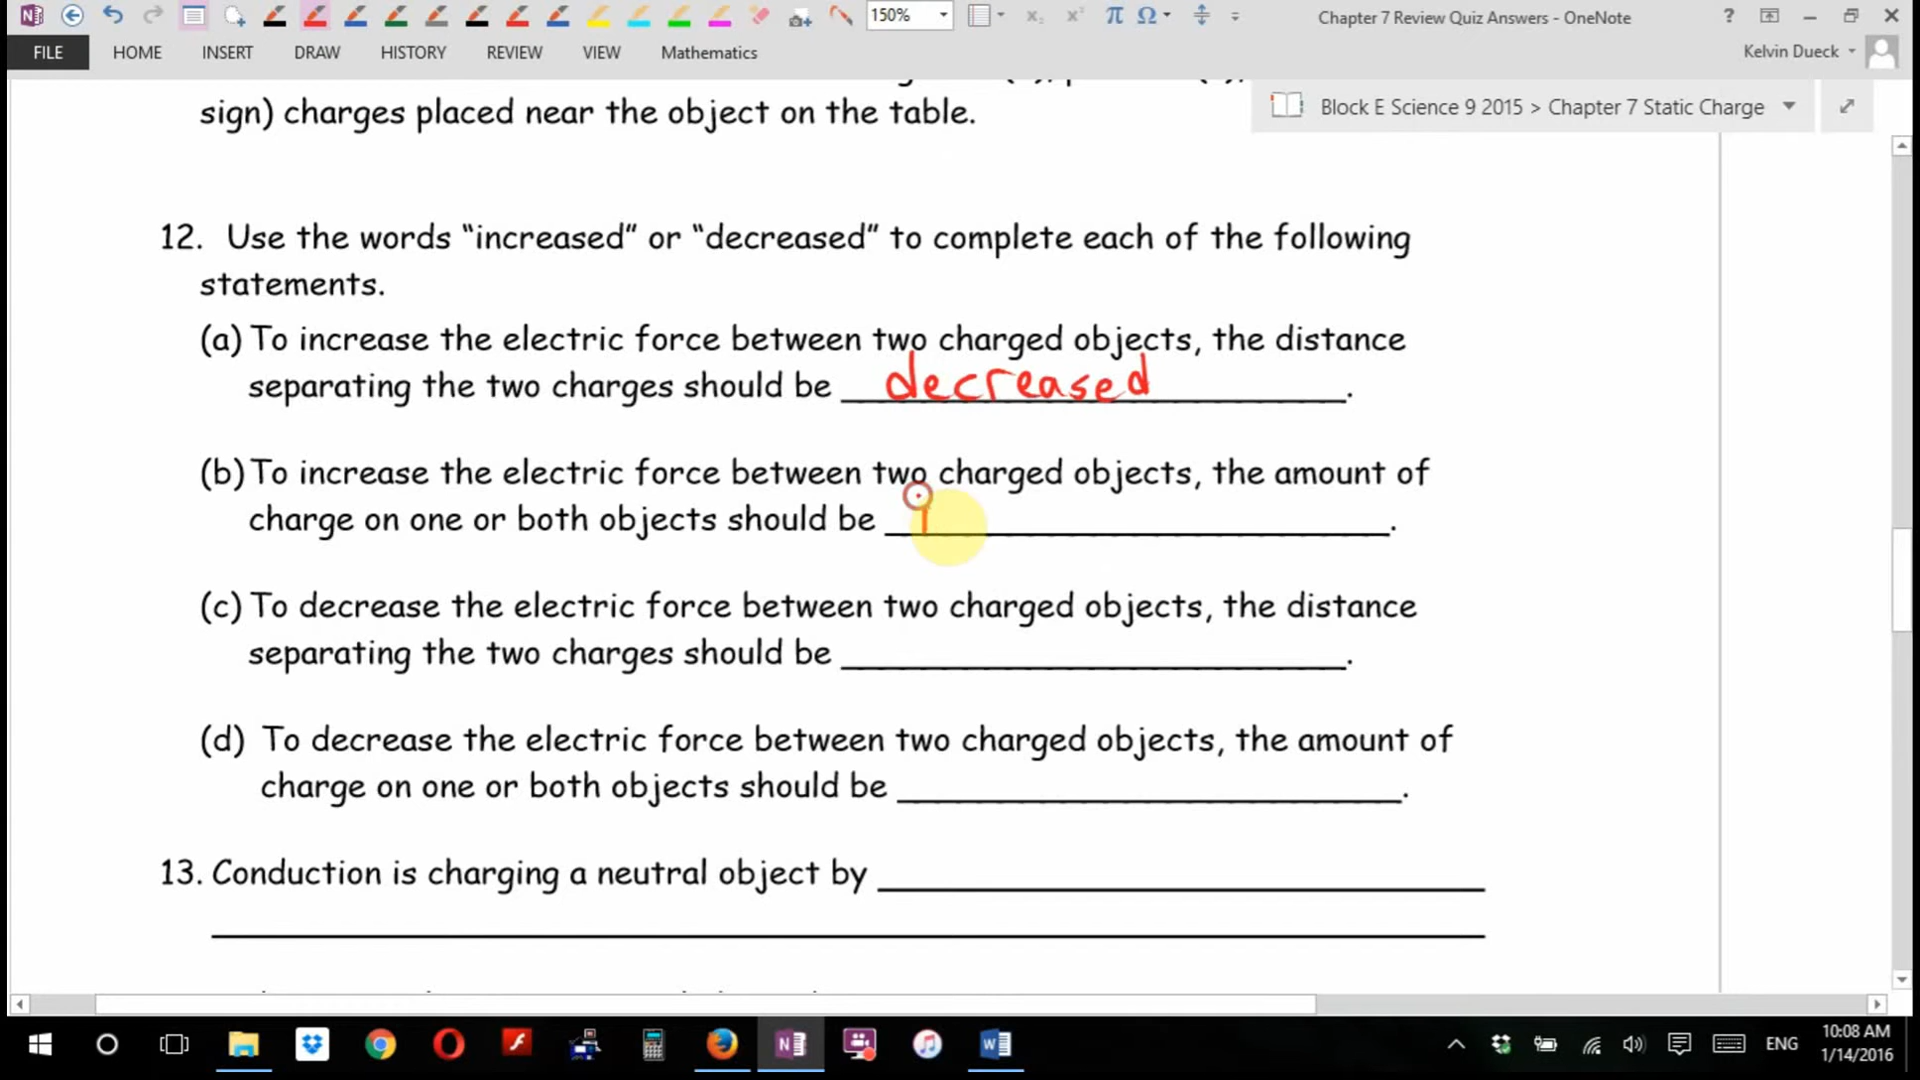 150%
Chapter 7 Review Quiz Answers - OneNote
FILE HOME INSERT DRAW HISTORY REVIEW VIEW Mathematics
Kelvin Dueck
Block E Science 9 2015 > Chapter 7 Static Charge
sign) charges placed near the object on the table.
12. Use the words “increased” or “decreased” to complete each of the following
statements.
(a) To increase the electric force between two charged objects, the distance
separating the two charges should be decreased.
(b) To increase the electric force between two charged objects, the amount of
charge on one or both objects should be ____________.
(c) To decrease the electric force between two charged objects, the distance
separating the two charges should be ____________.
(d) To decrease the electric force between two charged objects, the amount of
charge on one or both objects should be ____________.
13. Conduction is charging a neutral object by ____________
ENG
10:08 AM
1/14/2016